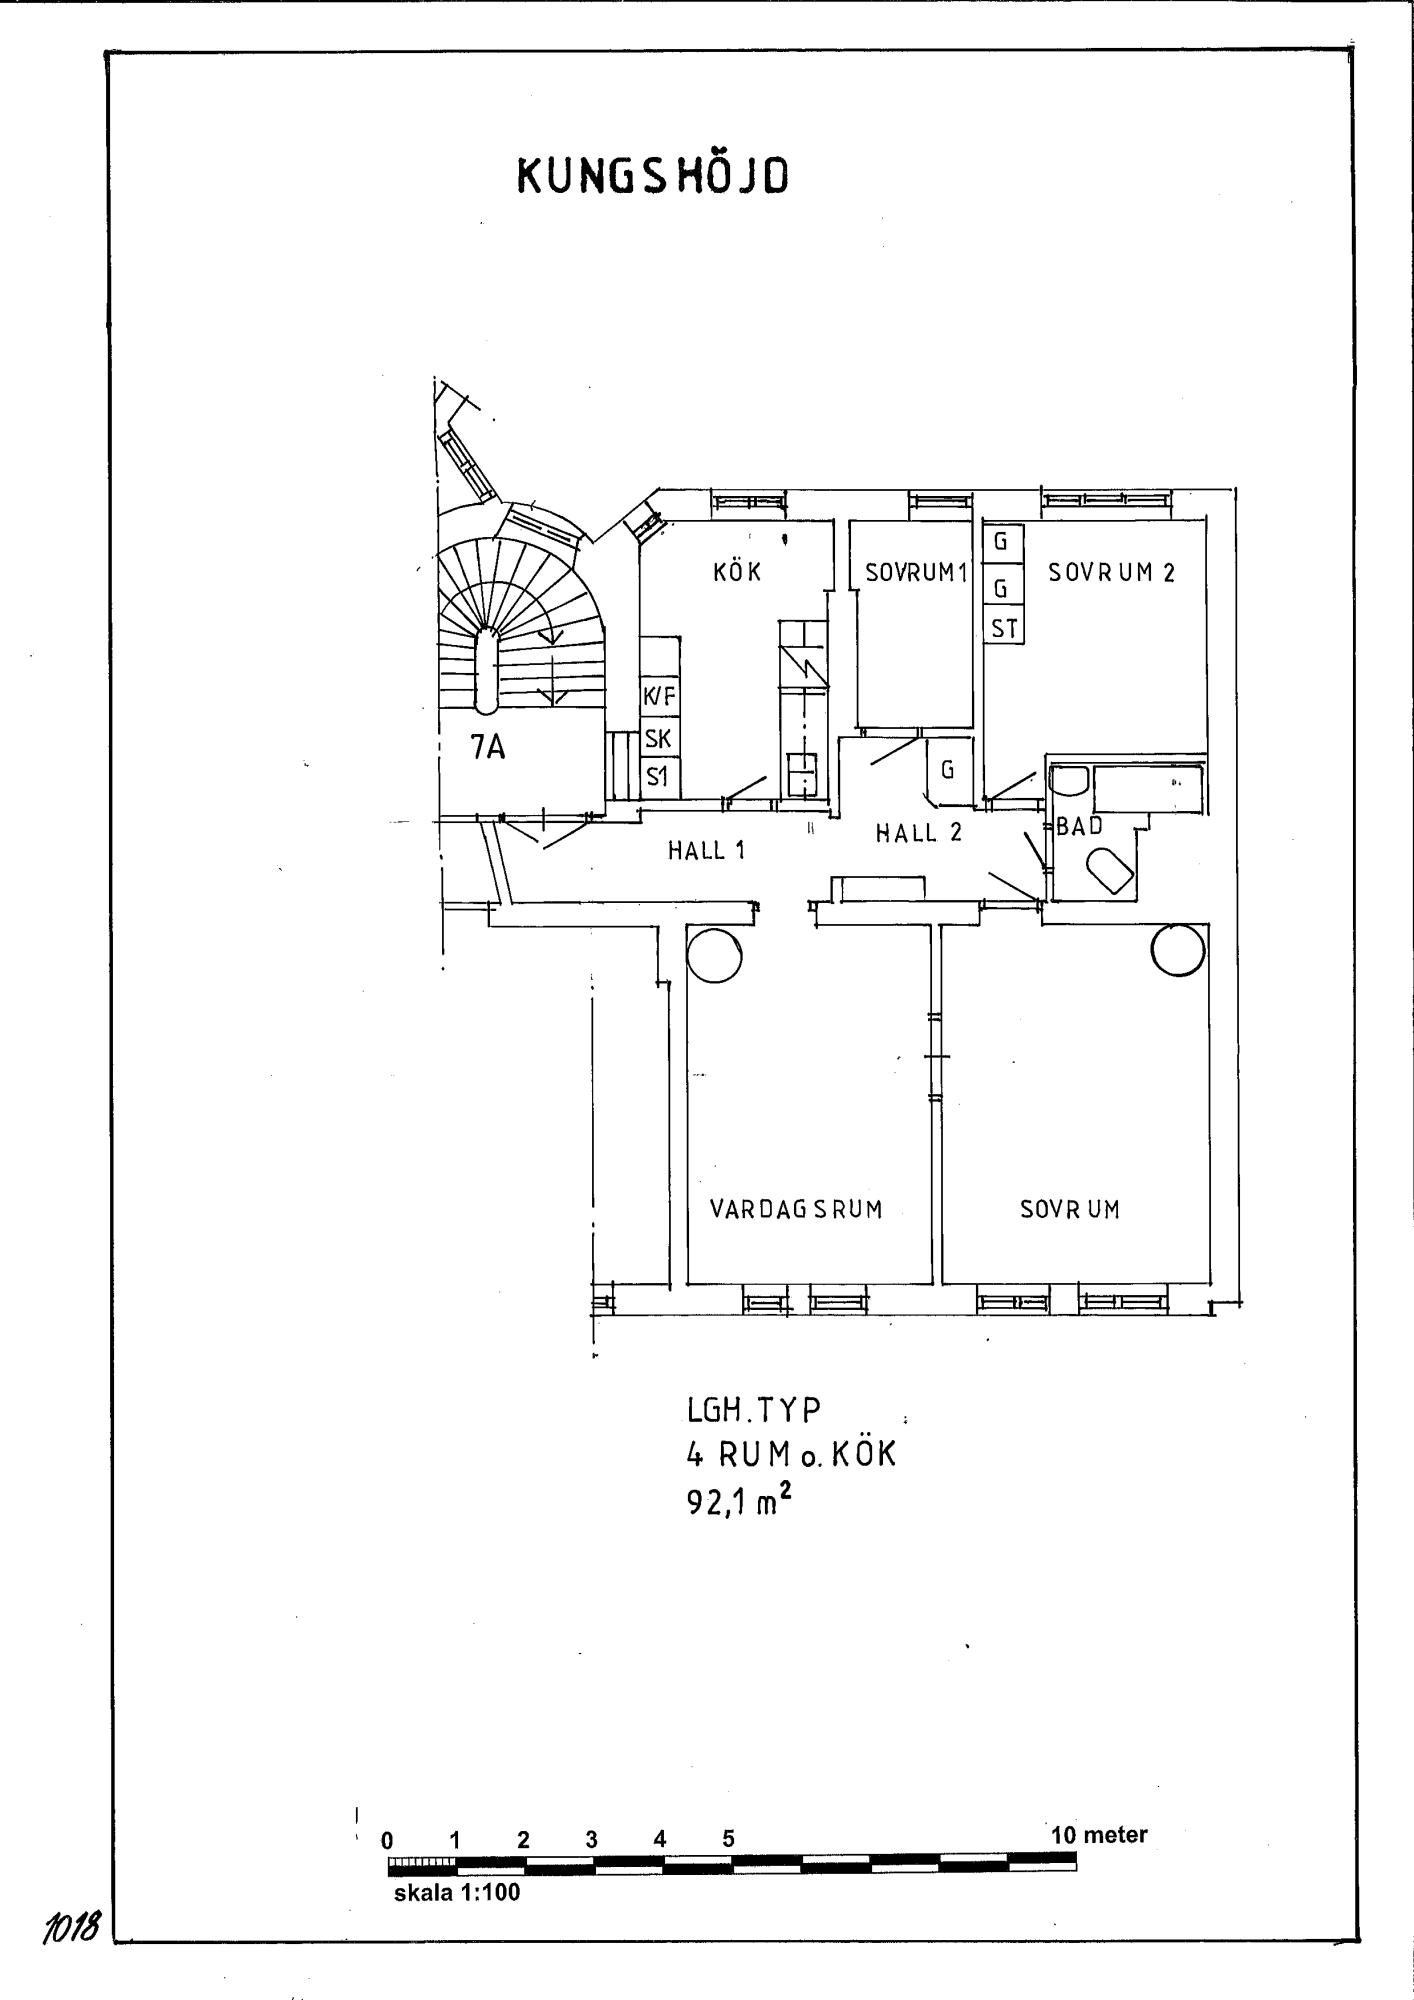 KUNGSHÖJD
KÖK
SOVRUM 1
G
G
ST
SOVRUM 2
K/F
SK
S1
7A
G
HALL 1
HALL 2
BAD
VARDAGSRUM
SOVRUM
LGH. TYP
4 RUM o. KÖK
92,1 m²
0 1 2 3 4 5 10 meter
skala 1:100
1018